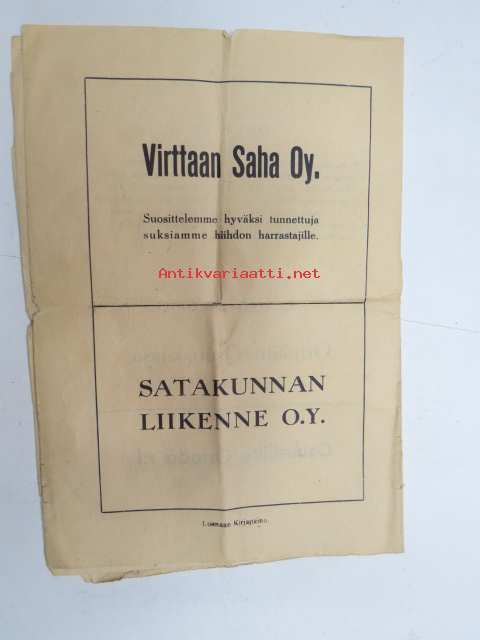 Virttaan Saha Oy.
Suosittelemme hyväksi tunnettuja
suksiamme hiihdon harrastajille.
Antikvariaatti.net
SATAKUNNAN
LIIKENNE O.Y.
Loimaan Kirjapaino.